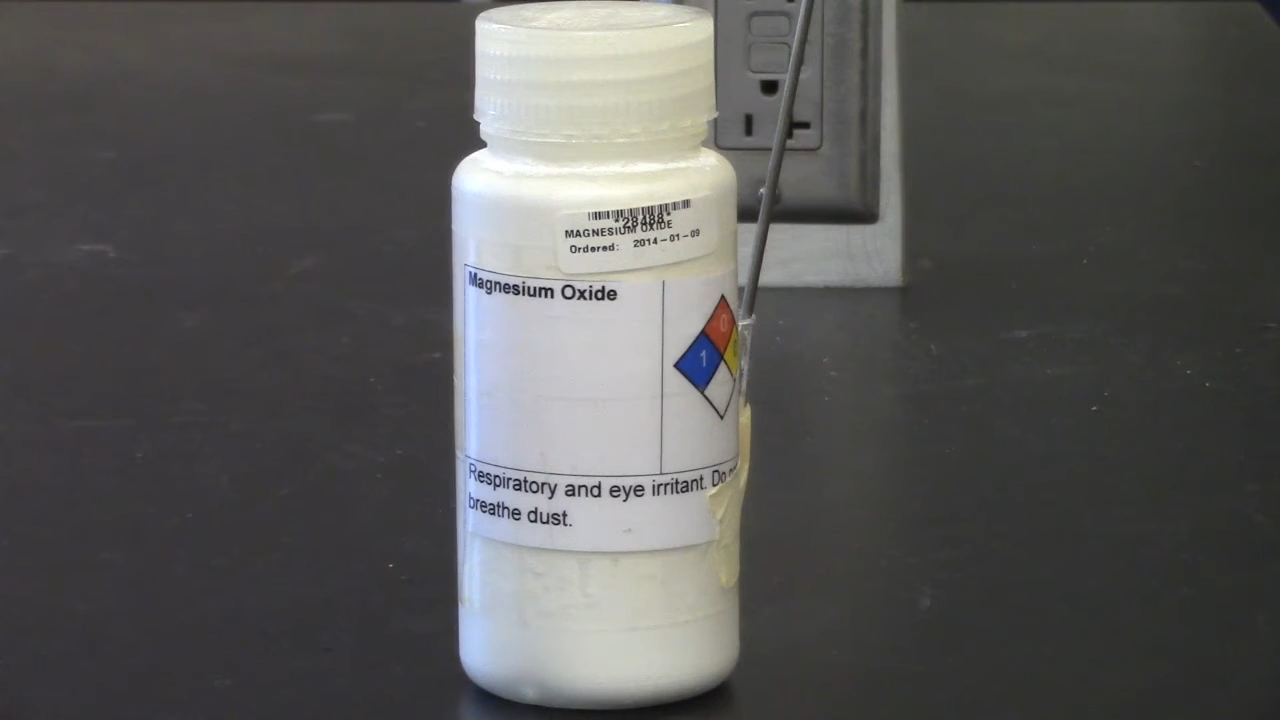 *28488*
MAGNESIUM OXIDE
Ordered: 2014-01-09
Magnesium Oxide
0
1
Respiratory and eye irritant. Do
breathe dust.